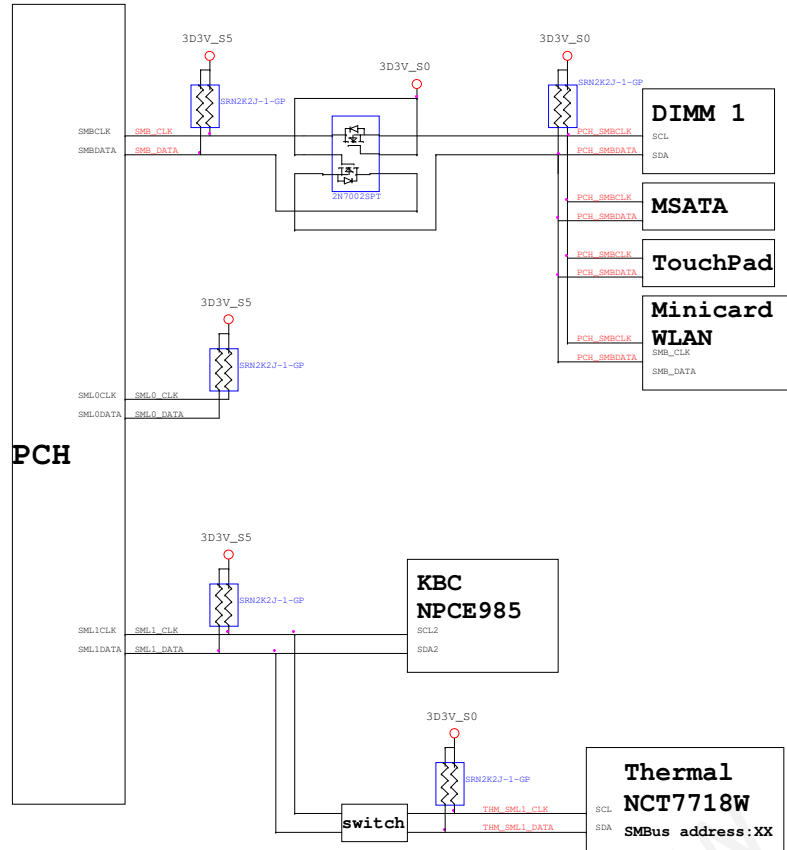 3D3V_S5
3D3V_S0
3D3V_S0
SRN2K2J-1-GP
SRN2K2J-1-GP
DIMM 1
SMBCLK
SMB_CLK
PCH_SMBCLK
SCL
SMBDATA
SMB_DATA
PCH_SMBDATA
SDA
2N7002SPT
PCH_SMBCLK
MSATA
PCH_SMBDATA
PCH_SMBCLK
TouchPad
PCH_SMBDATA
3D3V_S5
Minicard
WLAN
PCH_SMBCLK
SMB_CLK
PCH_SMBDATA
SMB_DATA
SRN2K2J-1-GP
SML0CLK
SML0_CLK
SML0DATA
SML0_DATA
PCH
3D3V_S5
SRN2K2J-1-GP
KBC
NPCE985
SML1CLK
SML1_CLK
SCL2
SML1DATA
SML1_DATA
SDA2
3D3V_S0
SRN2K2J-1-GP
Thermal
NCT7718W
switch
THM_SML1_CLK
SCL
THM_SML1_DATA
SDA
SMBus address:XX